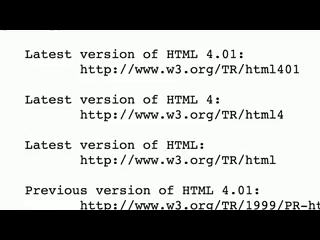 Latest version of HTML 4.01:
http://www.w3.org/TR/html401
Latest version of HTML 4:
http://www.w3.org/TR/html4
Latest version of HTML:
http://www.w3.org/TR/html
Previous version of HTML 4.01:
http://www.w3.org/TR/1999/PR-ht